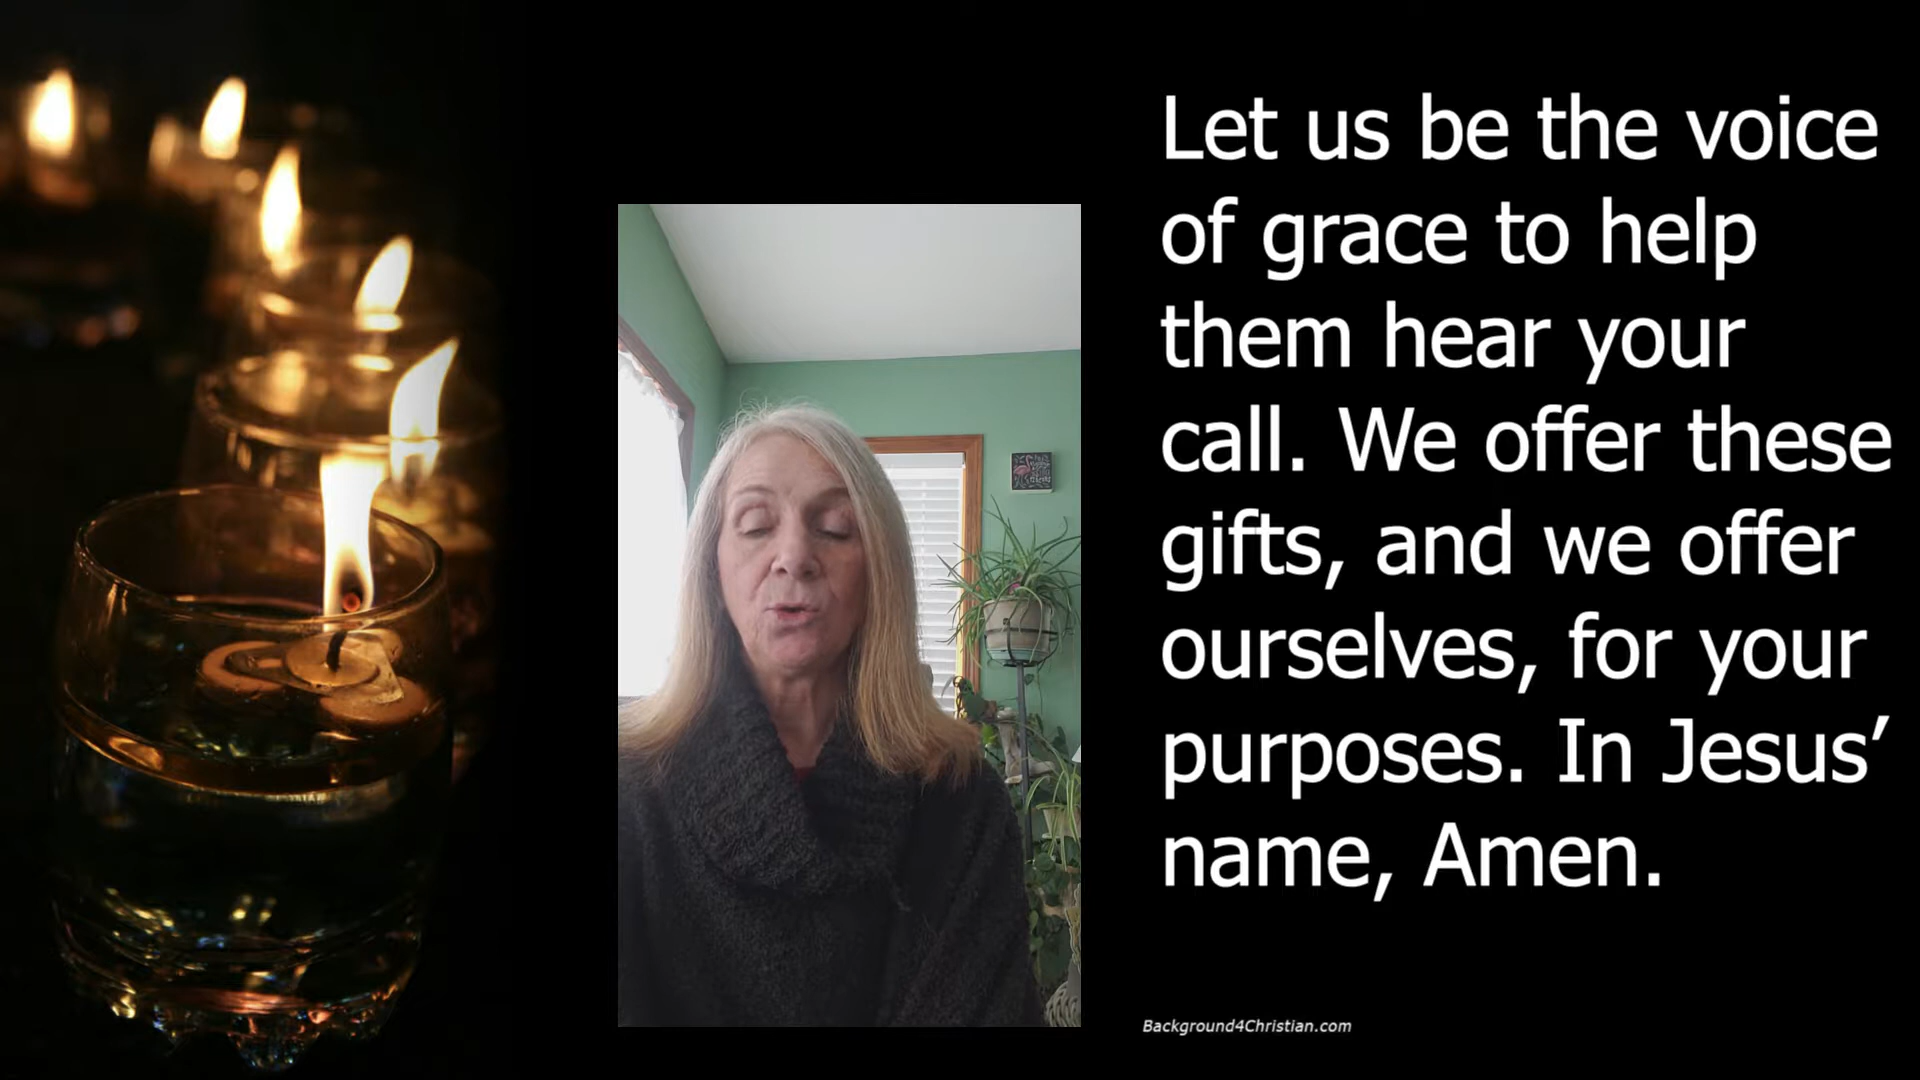 Let us be the voice
of grace to help
them hear your
call. We offer these
gifts, and we offer
ourselves, for your
purposes. In Jesus’
name, Amen.
Background4Christian.com